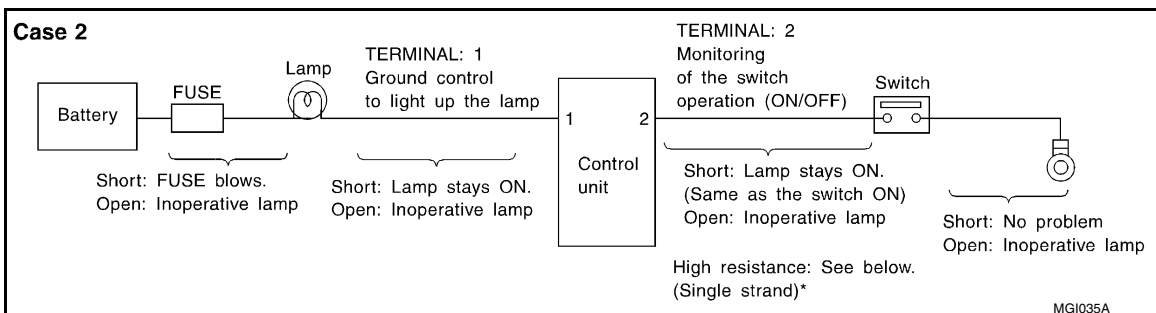 Case 2
Battery
FUSE
Lamp
TERMINAL: 1
Ground control
to light up the lamp
TERMINAL: 2
Monitoring
of the switch
operation (ON/OFF)
Switch
1
2
Control
unit
Short: FUSE blows.
Open: Inoperative lamp
Short: Lamp stays ON.
Open: Inoperative lamp
Short: Lamp stays ON.
(Same as the switch ON)
Open: Inoperative lamp
High resistance: See below.
(Single strand)*
Short: No problem
Open: Inoperative lamp
MGI035A